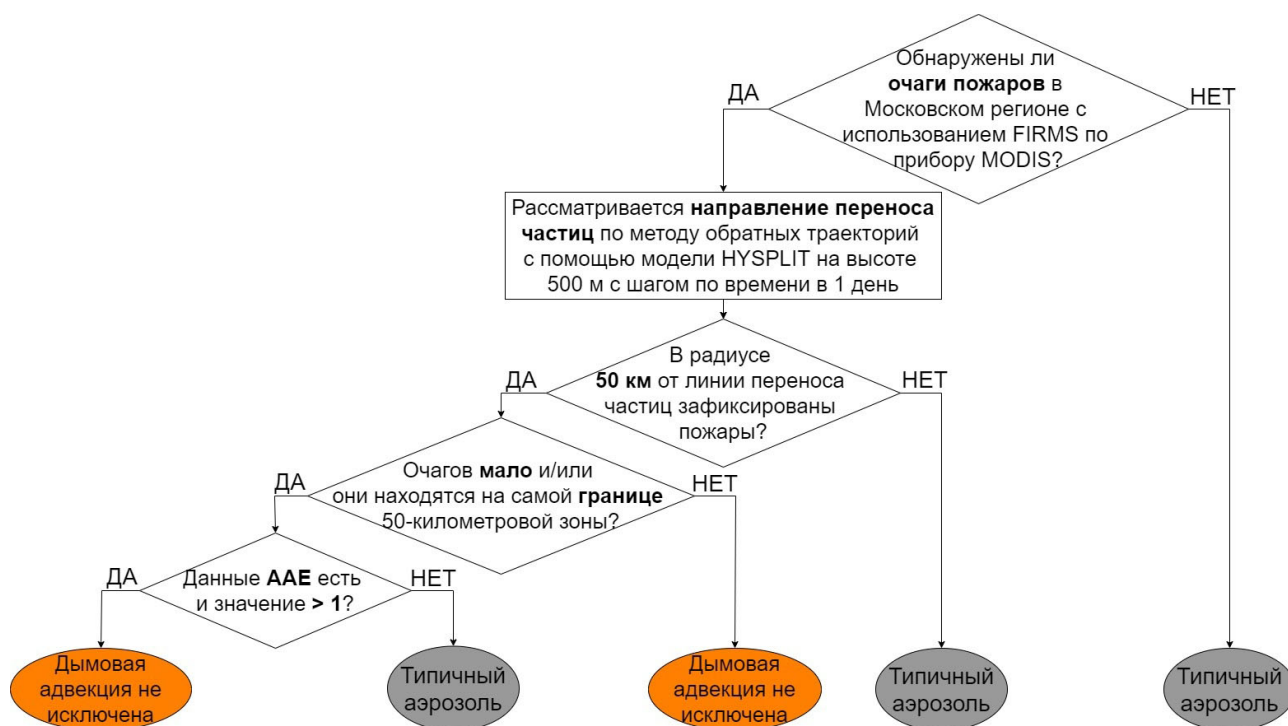 Обнаружены ли
очаги пожаров в
Московском регионе с
использованием FIRMS по
прибору MODIS?
ДА
НЕТ
Рассматривается направление переноса
частиц по методу обратных траекторий
с помощью модели HYSPLIT на высоте
500 м с шагом по времени в 1 день
В радиусе
50 км от линии переноса
частиц зафиксированы
пожары?
ДА
НЕТ
Очагов мало и/или
они находятся на самой границе
50-километровой зоны?
ДА
НЕТ
Данные ААЕ есть
и значение > 1?
ДА
НЕТ
Дымовая
адвекция не
исключена
Типичный
аэрозоль
Дымовая
адвекция не
исключена
Типичный
аэрозоль
Типичный
аэрозоль